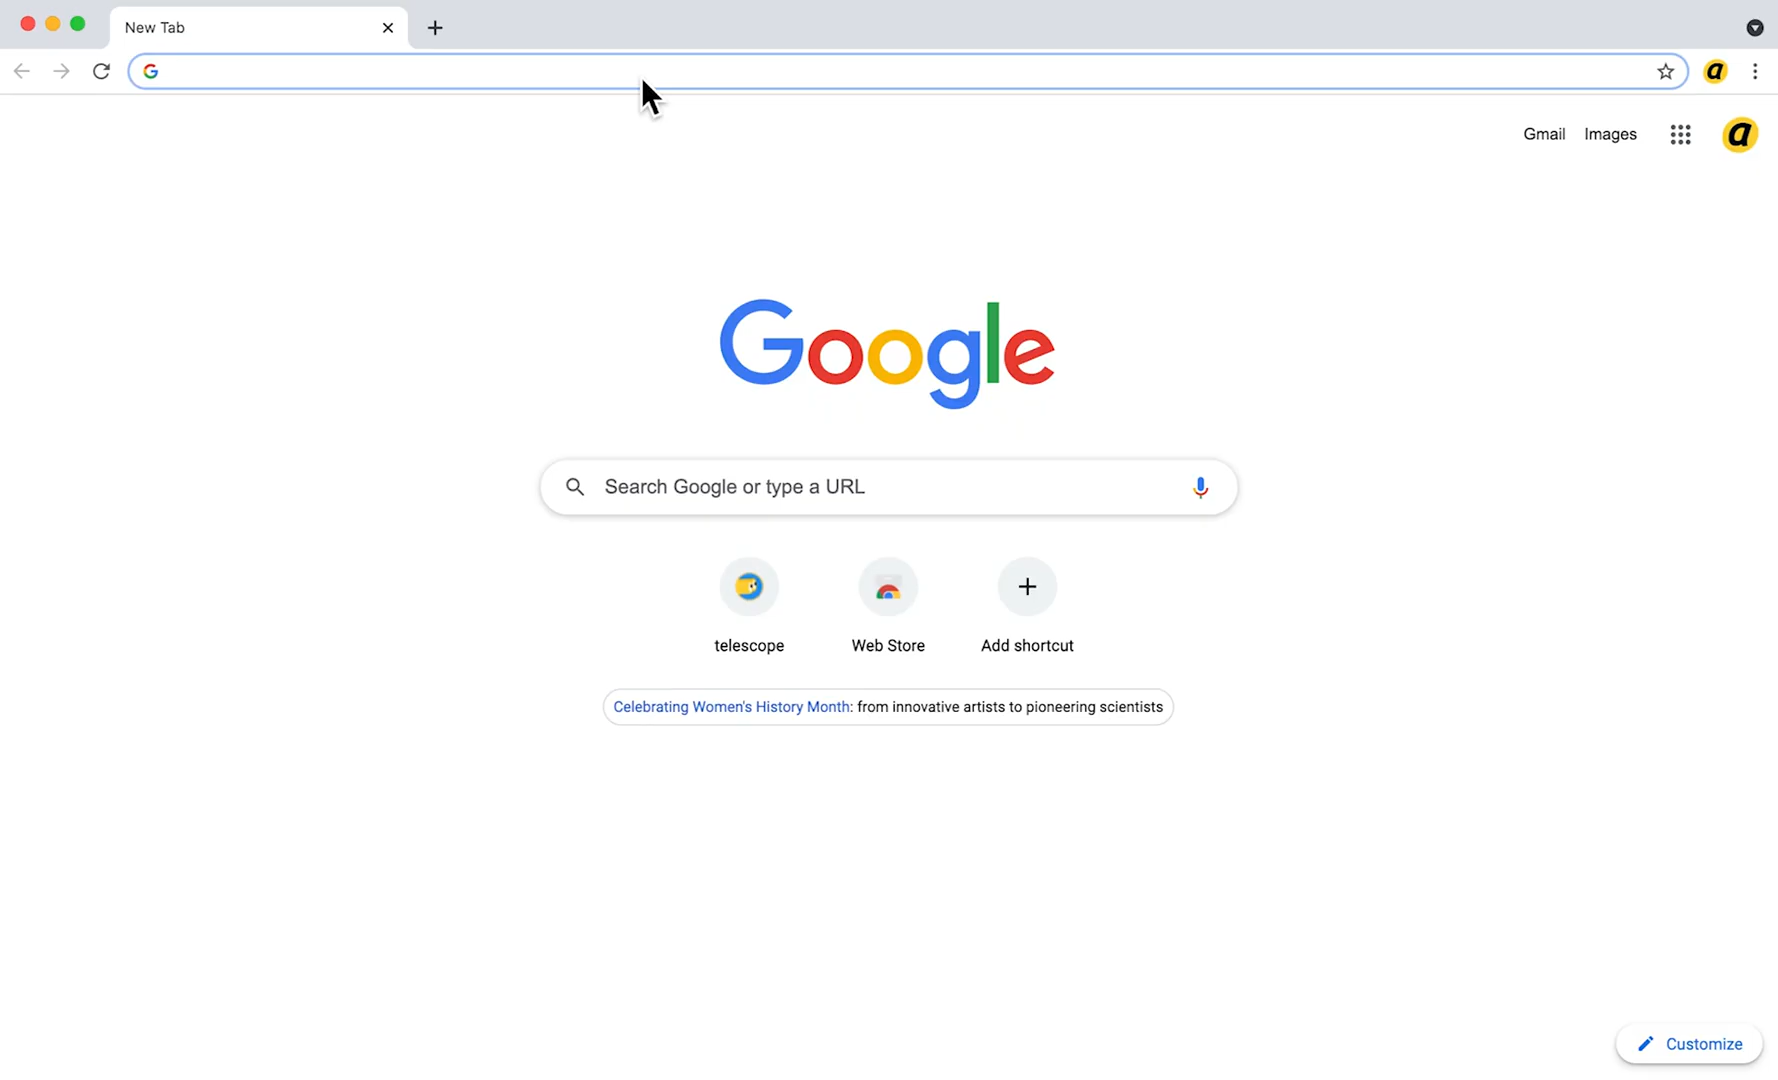 New Tab
Gmail Images
Google
Search Google or type a URL
telescope Web Store Add shortcut
Celebrating Women's History Month: from innovative artists to pioneering scientists
Customize